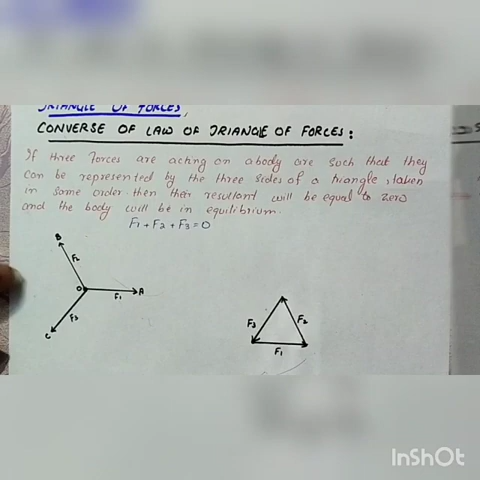 TRIANGLE OF FORCES,
CONVERSE OF LAW OF TRIANGLE OF FORCES:
If three forces are acting on a body are such that they
can be represented by the three sides of a triangle, taken
in same order. then their resultant will be equal to zero
and the body will be in equilibrium.
F1 + F2 + F3 = 0
B
F2
O
F1
A
F3
C
F3
F2
F1
InShOt